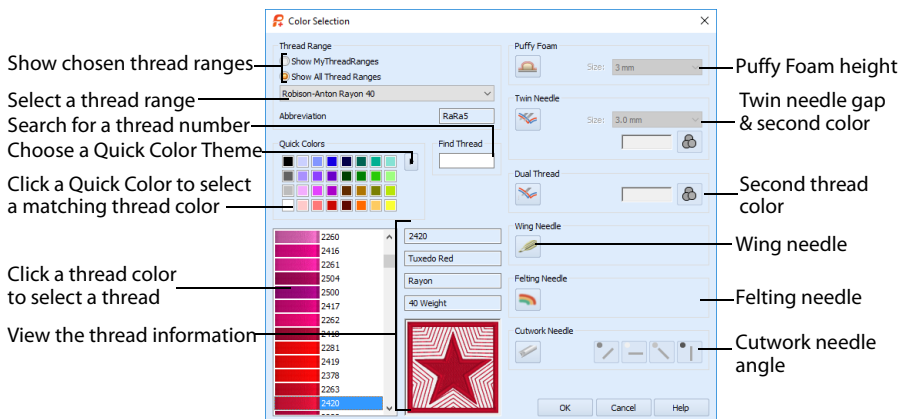 Color Selection
Show chosen thread ranges
Select a thread range
Search for a thread number
Choose a Quick Color Theme
Click a Quick Color to select
a matching thread color
Click a thread color
to select a thread
View the thread information
Thread Range
Show MyThreadRanges
Show All Thread Ranges
Robison-Anton Rayon 40
Abbreviation
RaRa5
Quick Colors
Find Thread
2260
2416
2261
2504
2500
2417
2262
2418
2281
2419
2378
2263
2420
2420
Tuxedo Red
Rayon
40 Weight
Puffy Foam
Size: 3 mm
Twin Needle
Size: 3.0 mm
Dual Thread
Wing Needle
Felting Needle
Cutwork Needle
OK Cancel Help
Puffy Foam height
Twin needle gap
& second color
Second thread
color
Wing needle
Felting needle
Cutwork needle
angle